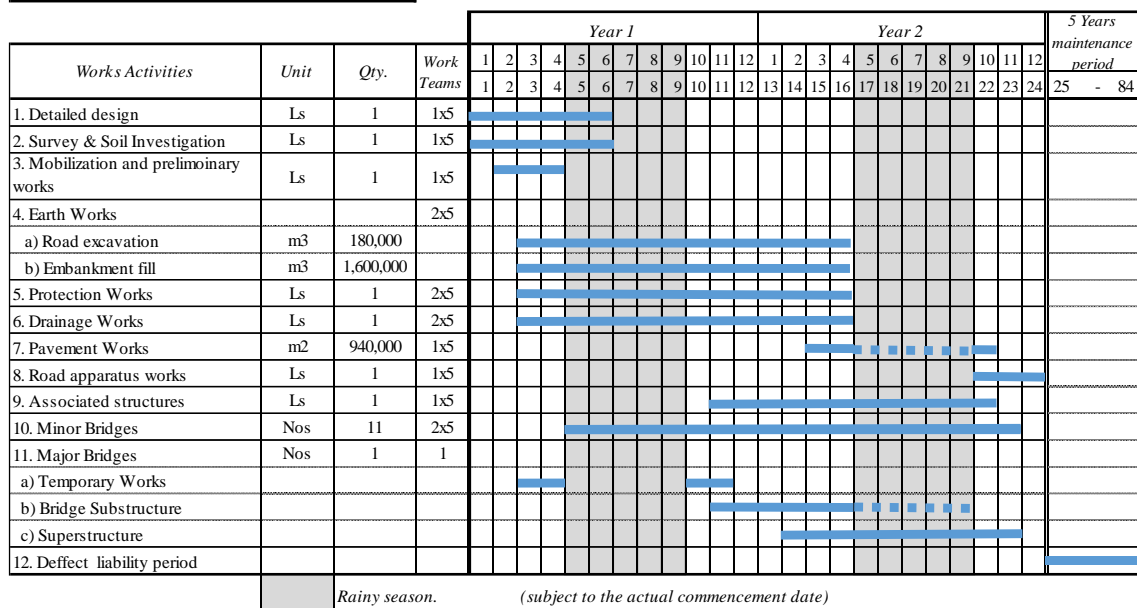 Year 1 Year 2 5 Years maintenance period
Works Activities Unit Qty. Work Teams
1 2 3 4 5 6 7 8 9 10 11 12 1 2 3 4 5 6 7 8 9 10 11 12
1 2 3 4 5 6 7 8 9 10 11 12 13 14 15 16 17 18 19 20 21 22 23 24 25 - 84
1. Detailed design Ls 1 1x5
2. Survey & Soil Investigation Ls 1 1x5
3. Mobilization and prelimoinary
works Ls 1 1x5
4. Earth Works 2x5
a) Road excavation m3 180,000
b) Embankment fill m3 1,600,000
5. Protection Works Ls 1 2x5
6. Drainage Works Ls 1 2x5
7. Pavement Works m2 940,000 1x5
8. Road apparatus works Ls 1 1x5
9. Associated structures Ls 1 1x5
10. Minor Bridges Nos 11 2x5
11. Major Bridges Nos 1 1
a) Temporary Works
b) Bridge Substructure
c) Superstructure
12. Deffect liability period
Rainy season. (subject to the actual commencement date)